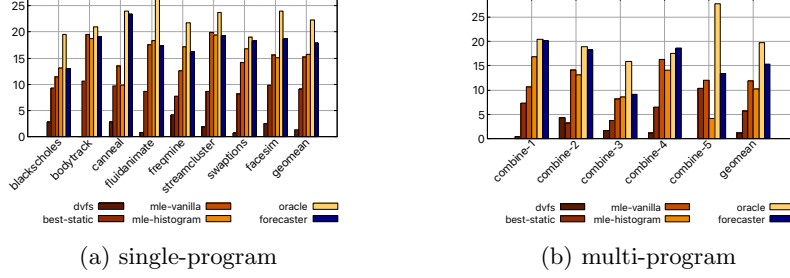 25
20
15
10
5
0
blackscholes
bodytrack
canneal
fluidanimate
freqmine
streamcluster
swaptions
facesim
geomean
dvfs
mle-vanilla
oracle
best-static
mle-histogram
forecaster
(a) single-program
25
20
15
10
5
0
combine-1
combine-2
combine-3
combine-4
combine-5
geomean
dvfs
mle-vanilla
oracle
best-static
mle-histogram
forecaster
(b) multi-program